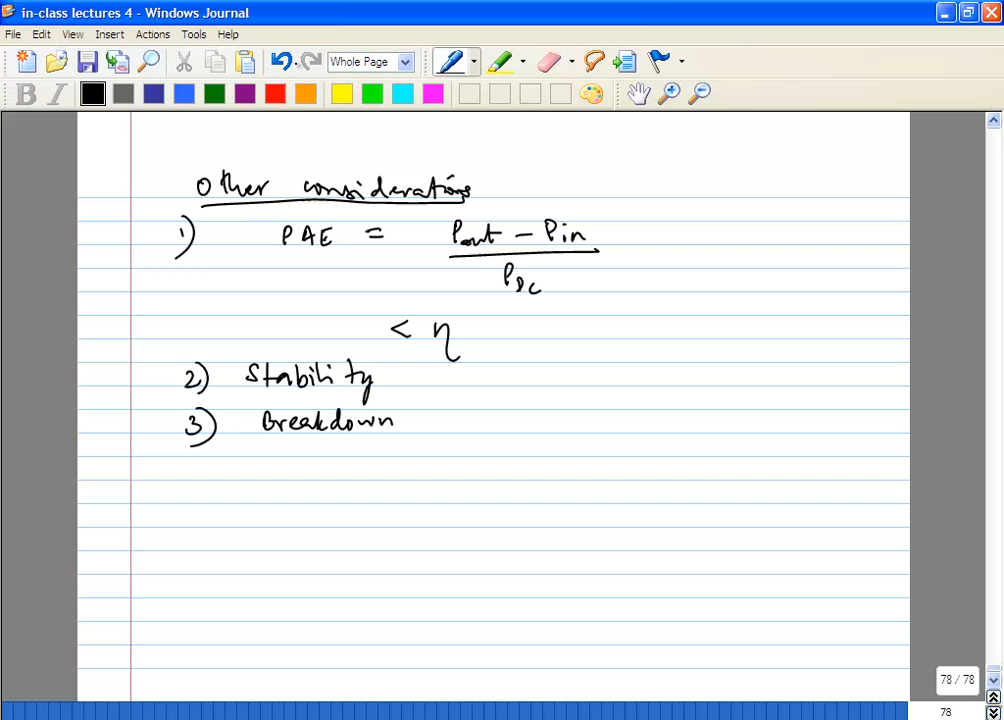 in-class lectures 4 - Windows Journal
File Edit View Insert Actions Tools Help
Whole Page
B I
Other considerations
1) PAE = Pout - Pin
PDC
< η
2) Stability
3) Breakdown
78 / 78
78